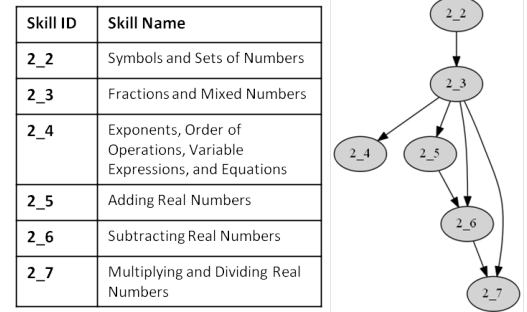 Skill ID Skill Name
2_2 Symbols and Sets of Numbers
2_3 Fractions and Mixed Numbers
2_4 Exponents, Order of
Operations, Variable
Expressions, and Equations
2_5 Adding Real Numbers
2_6 Subtracting Real Numbers
2_7 Multiplying and Dividing Real
Numbers
2_2
2_3
2_4 2_5
2_6
2_7